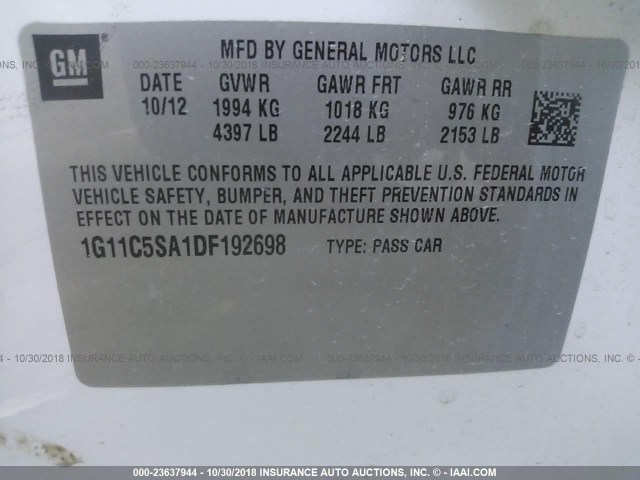 GM
MFD BY GENERAL MOTORS LLC
DATE GVWR GAWR FRT GAWR RR
10/12 1994 KG 1018 KG 976 KG
4397 LB 2244 LB 2153 LB
THIS VEHICLE CONFORMS TO ALL APPLICABLE U.S. FEDERAL MOTOR
VEHICLE SAFETY, BUMPER, AND THEFT PREVENTION STANDARDS IN
EFFECT ON THE DATE OF MANUFACTURE SHOWN ABOVE.
1G11C5SA1DF192698 TYPE: PASS CAR
000-23637944 - 10/30/2018 INSURANCE AUTO AUCTIONS CENTER - © IAAI.COM